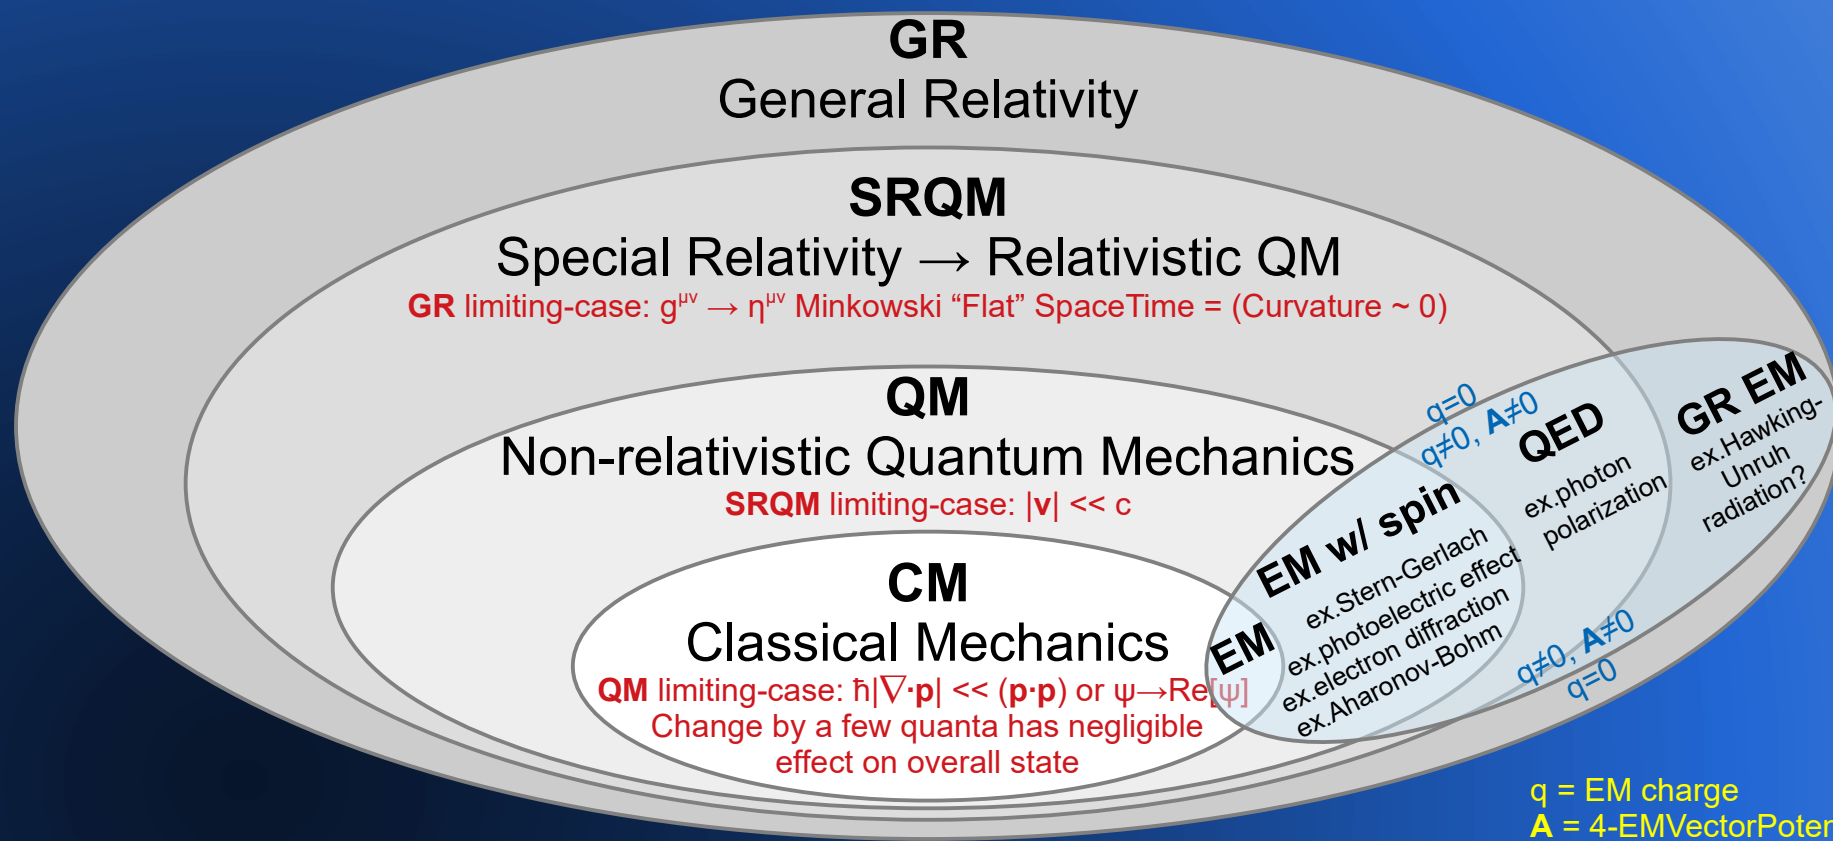 GR
General Relativity
SRQM
Special Relativity → Relativistic QM
GR limiting-case: g^μν → η^μν Minkowski “Flat” SpaceTime = (Curvature ~ 0)
QM
Non-relativistic Quantum Mechanics
SRQM limiting-case: |v| << c
CM
Classical Mechanics
QM limiting-case: ħ|∇·p| << (p·p) or ψ→Re[ψ]
Change by a few quanta has negligible
effect on overall state
EM
EM w/ spin
ex.Stern-Gerlach
ex.photoelectric effect
ex.electron diffraction
ex.Aharonov-Bohm
QED
ex.photon
polarization
GR EM
ex.Hawking-
Unruh
radiation?
q=0
q≠0, A≠0
q≠0, A≠0
q=0
q = EM charge
A = 4-EMVectorPoten